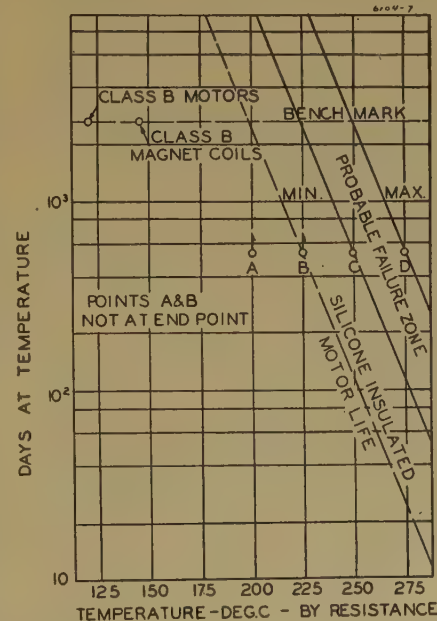 6104-7
CLASS B MOTORS
BENCH MARK
CLASS B
MAGNET COILS
MIN.
MAX.
10³
A
B
C
D
PROBABLE FAILURE ZONE
POINTS A&B
NOT AT END POINT
SILICONE INSULATED
MOTOR LIFE
10²
10
DAYS AT TEMPERATURE
125 150 175 200 225 250 275
TEMPERATURE-DEG.C - BY RESISTANCE